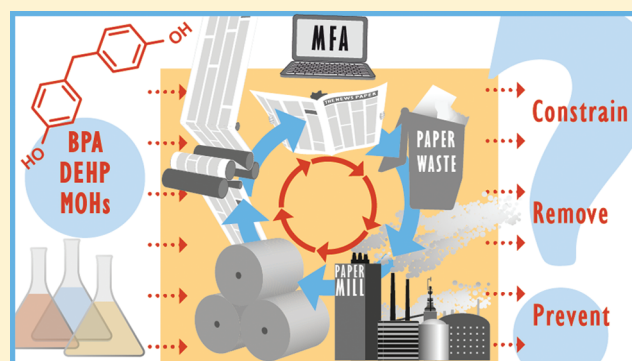 MFA
OH
HO
BPA
DEHP
MOHs
THE NEWS PAPER
PAPER
WASTE
PAPER
MILL
Constrain
Remove
Prevent
?